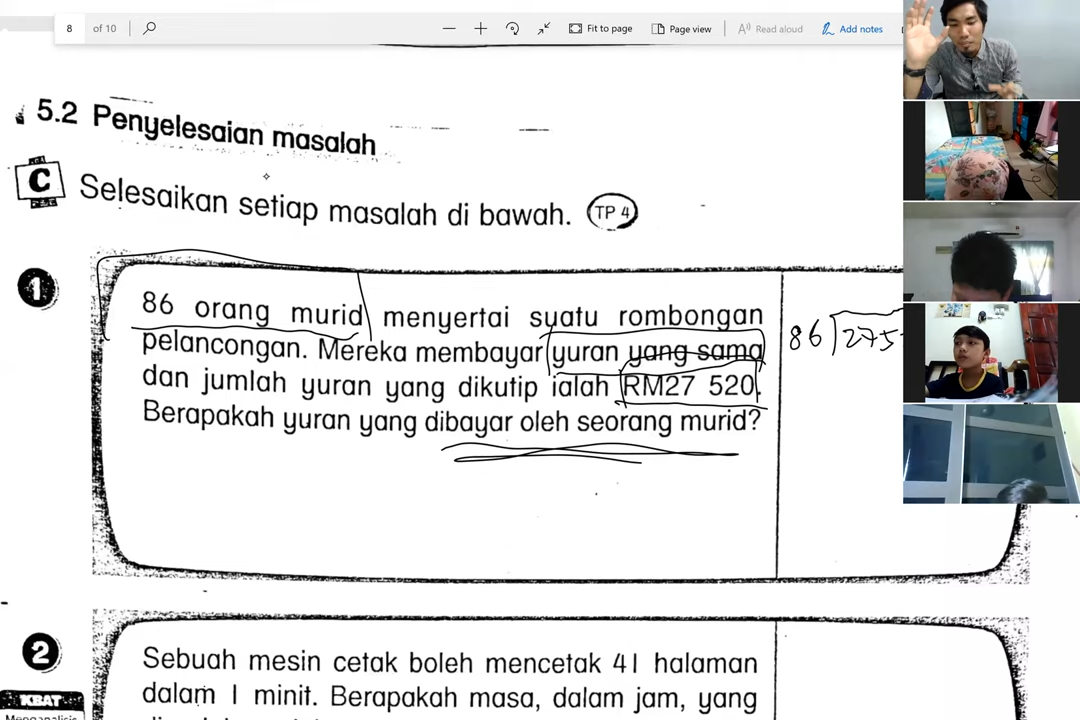 8 of 10 Fit to page Page view Read aloud Add notes
5.2 Penyelesaian masalah
C Selesaikan setiap masalah di bawah. TP 4
1
86 orang murid menyertai suatu rombongan
pelancongan. Mereka membayar yuran yang sama
dan jumlah yuran yang dikutip ialah RM27 520.
Berapakah yuran yang dibayar oleh seorang murid?
86 275
2
KBAT
Menganalisis
Sebuah mesin cetak boleh mencetak 41 halaman
dalam 1 minit. Berapakah masa, dalam jam, yang